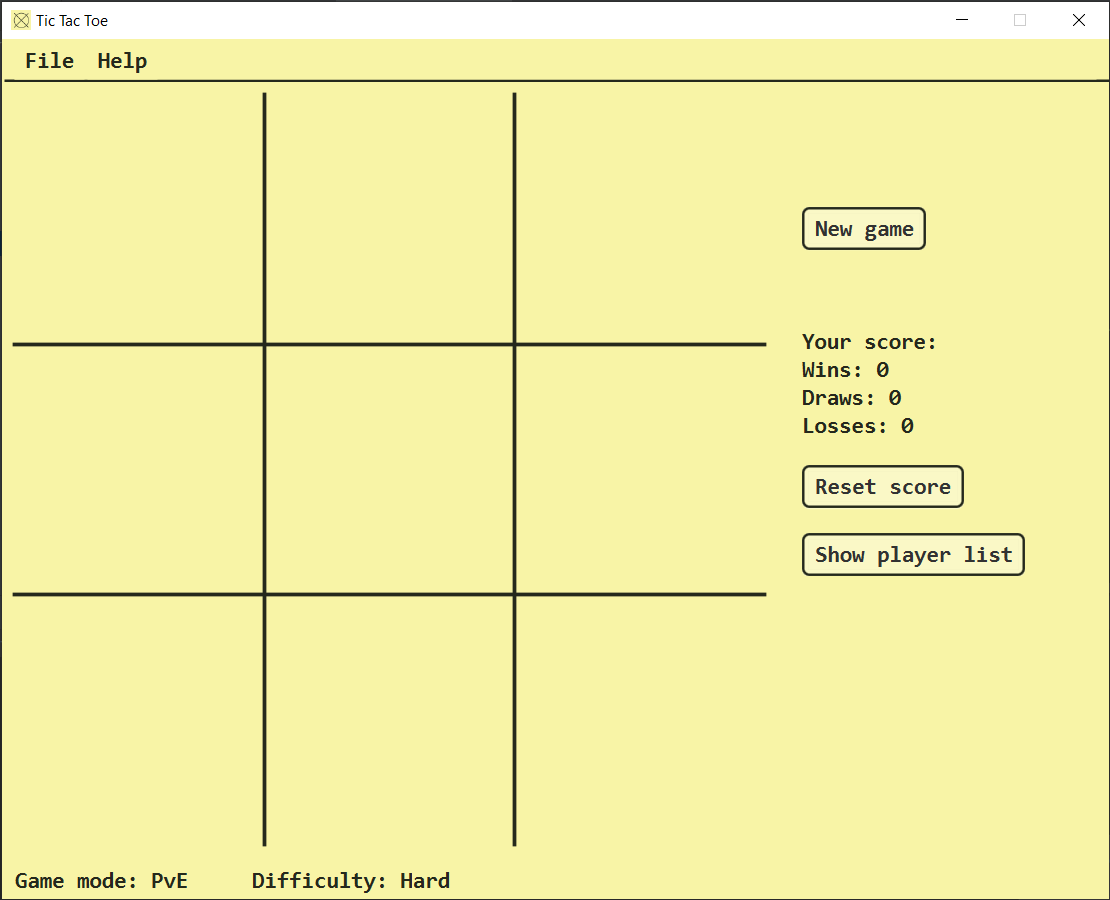 Tic Tac Toe
File Help
New game
Your score:
Wins: 0
Draws: 0
Losses: 0
Reset score
Show player list
Game mode: PvE Difficulty: Hard